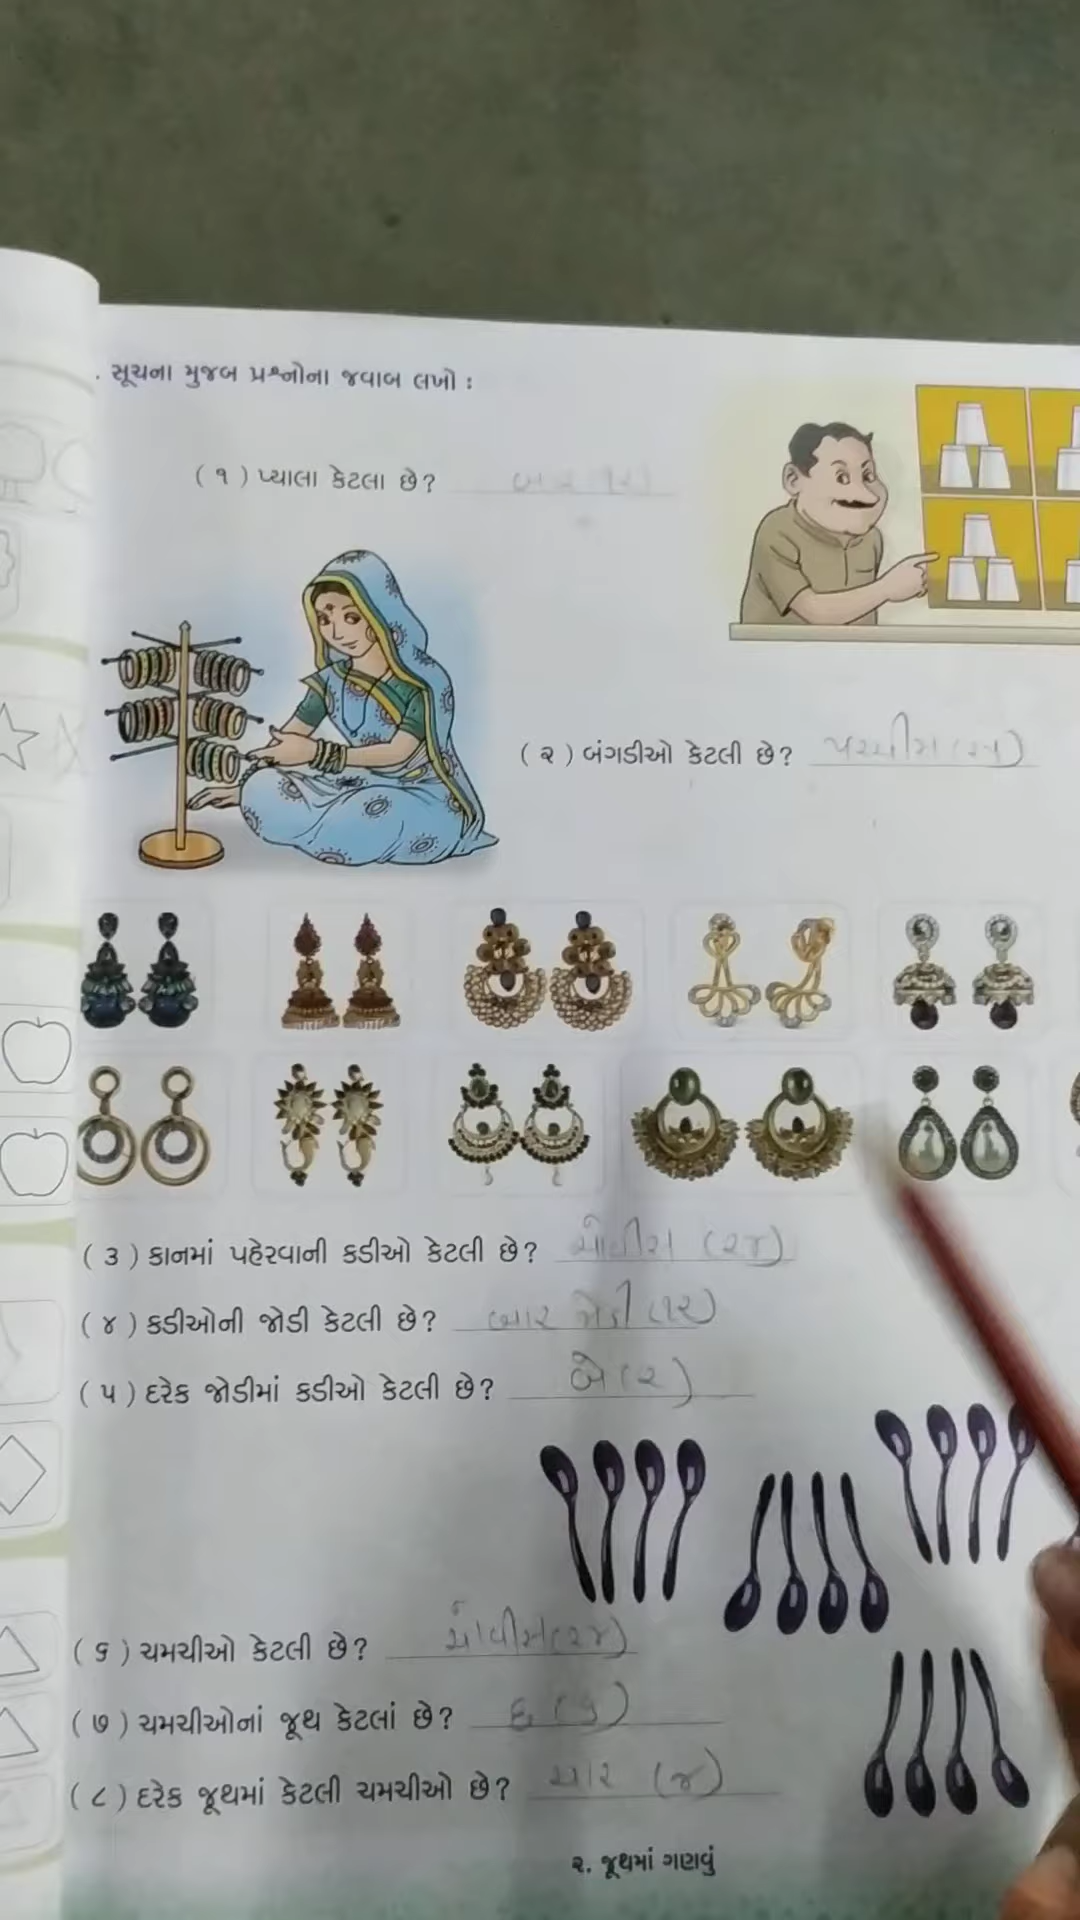 . સૂચના મુજબ પ્રશ્નોના જવાબ લખો :
(૧) પ્યાલા કેટલા છે?
(૨) બંગડીઓ કેટલી છે? પચ્ચીસ (૨૫)
(૩) કાનમાં પહેરવાની કડીઓ કેટલી છે? ચોવીસ (૨૪)
(૪) કડીઓની જોડી કેટલી છે? બાર જોડી (૧૨)
(૫) દરેક જોડીમાં કડીઓ કેટલી છે? બે (૨)
(૬) ચમચીઓ કેટલી છે? ચોવીસ (૨૪)
(૭) ચમચીઓનાં જૂથ કેટલાં છે? છ (૬)
(૮) દરેક જૂથમાં કેટલી ચમચીઓ છે? ચાર (૪)
૨. જૂથમાં ગણવું